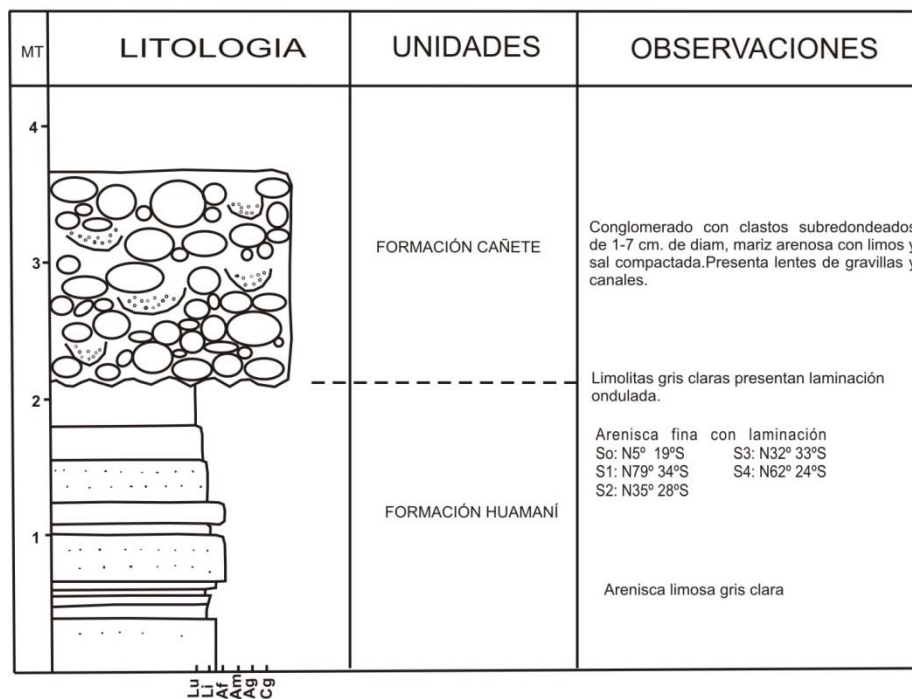 MT
LITOLOGIA
UNIDADES
OBSERVACIONES
4
3
2
1
FORMACIÓN CAÑETE
Conglomerado con clastos subredondeados
de 1-7 cm. de diam, mariz arenosa con limos y
sal compactada.Presenta lentes de gravillas y
canales.
Limolitas gris claras presentan laminación
ondulada.
Arenisca fina con laminación
So: N5º 19ºS S3: N32º 33ºS
S1: N79º 34ºS S4: N62º 24ºS
S2: N35º 28ºS
FORMACIÓN HUAMANÍ
Arenisca limosa gris clara
Lu
Li
Af
Am
Ag
Cg